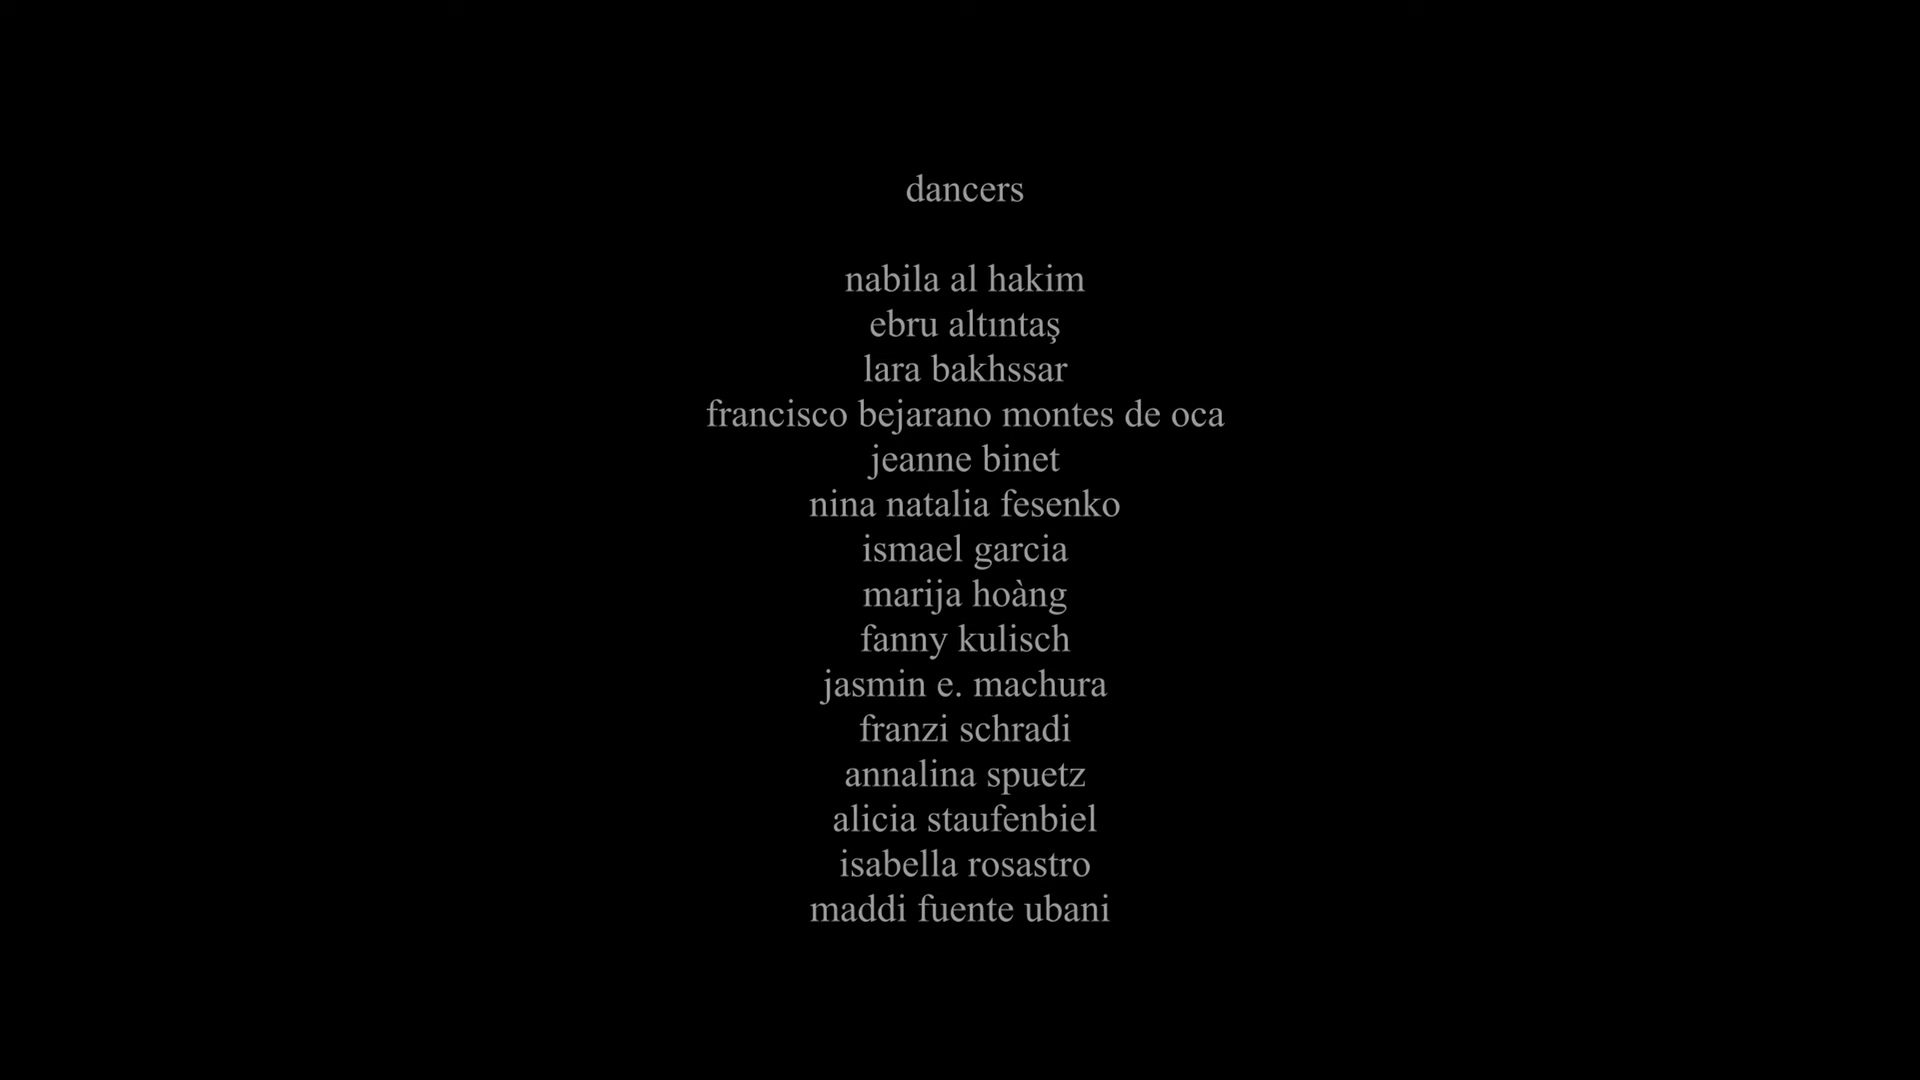 dancers
nabila al hakim
ebru altıntaş
lara bakhssar
francisco bejarano montes de oca
jeanne binet
nina natalia fesenko
ismael garcia
marija hoàng
fanny kulisch
jasmin e. machura
franzi schradi
annalina spuetz
alicia staufenbiel
isabella rosastro
maddi fuente ubani